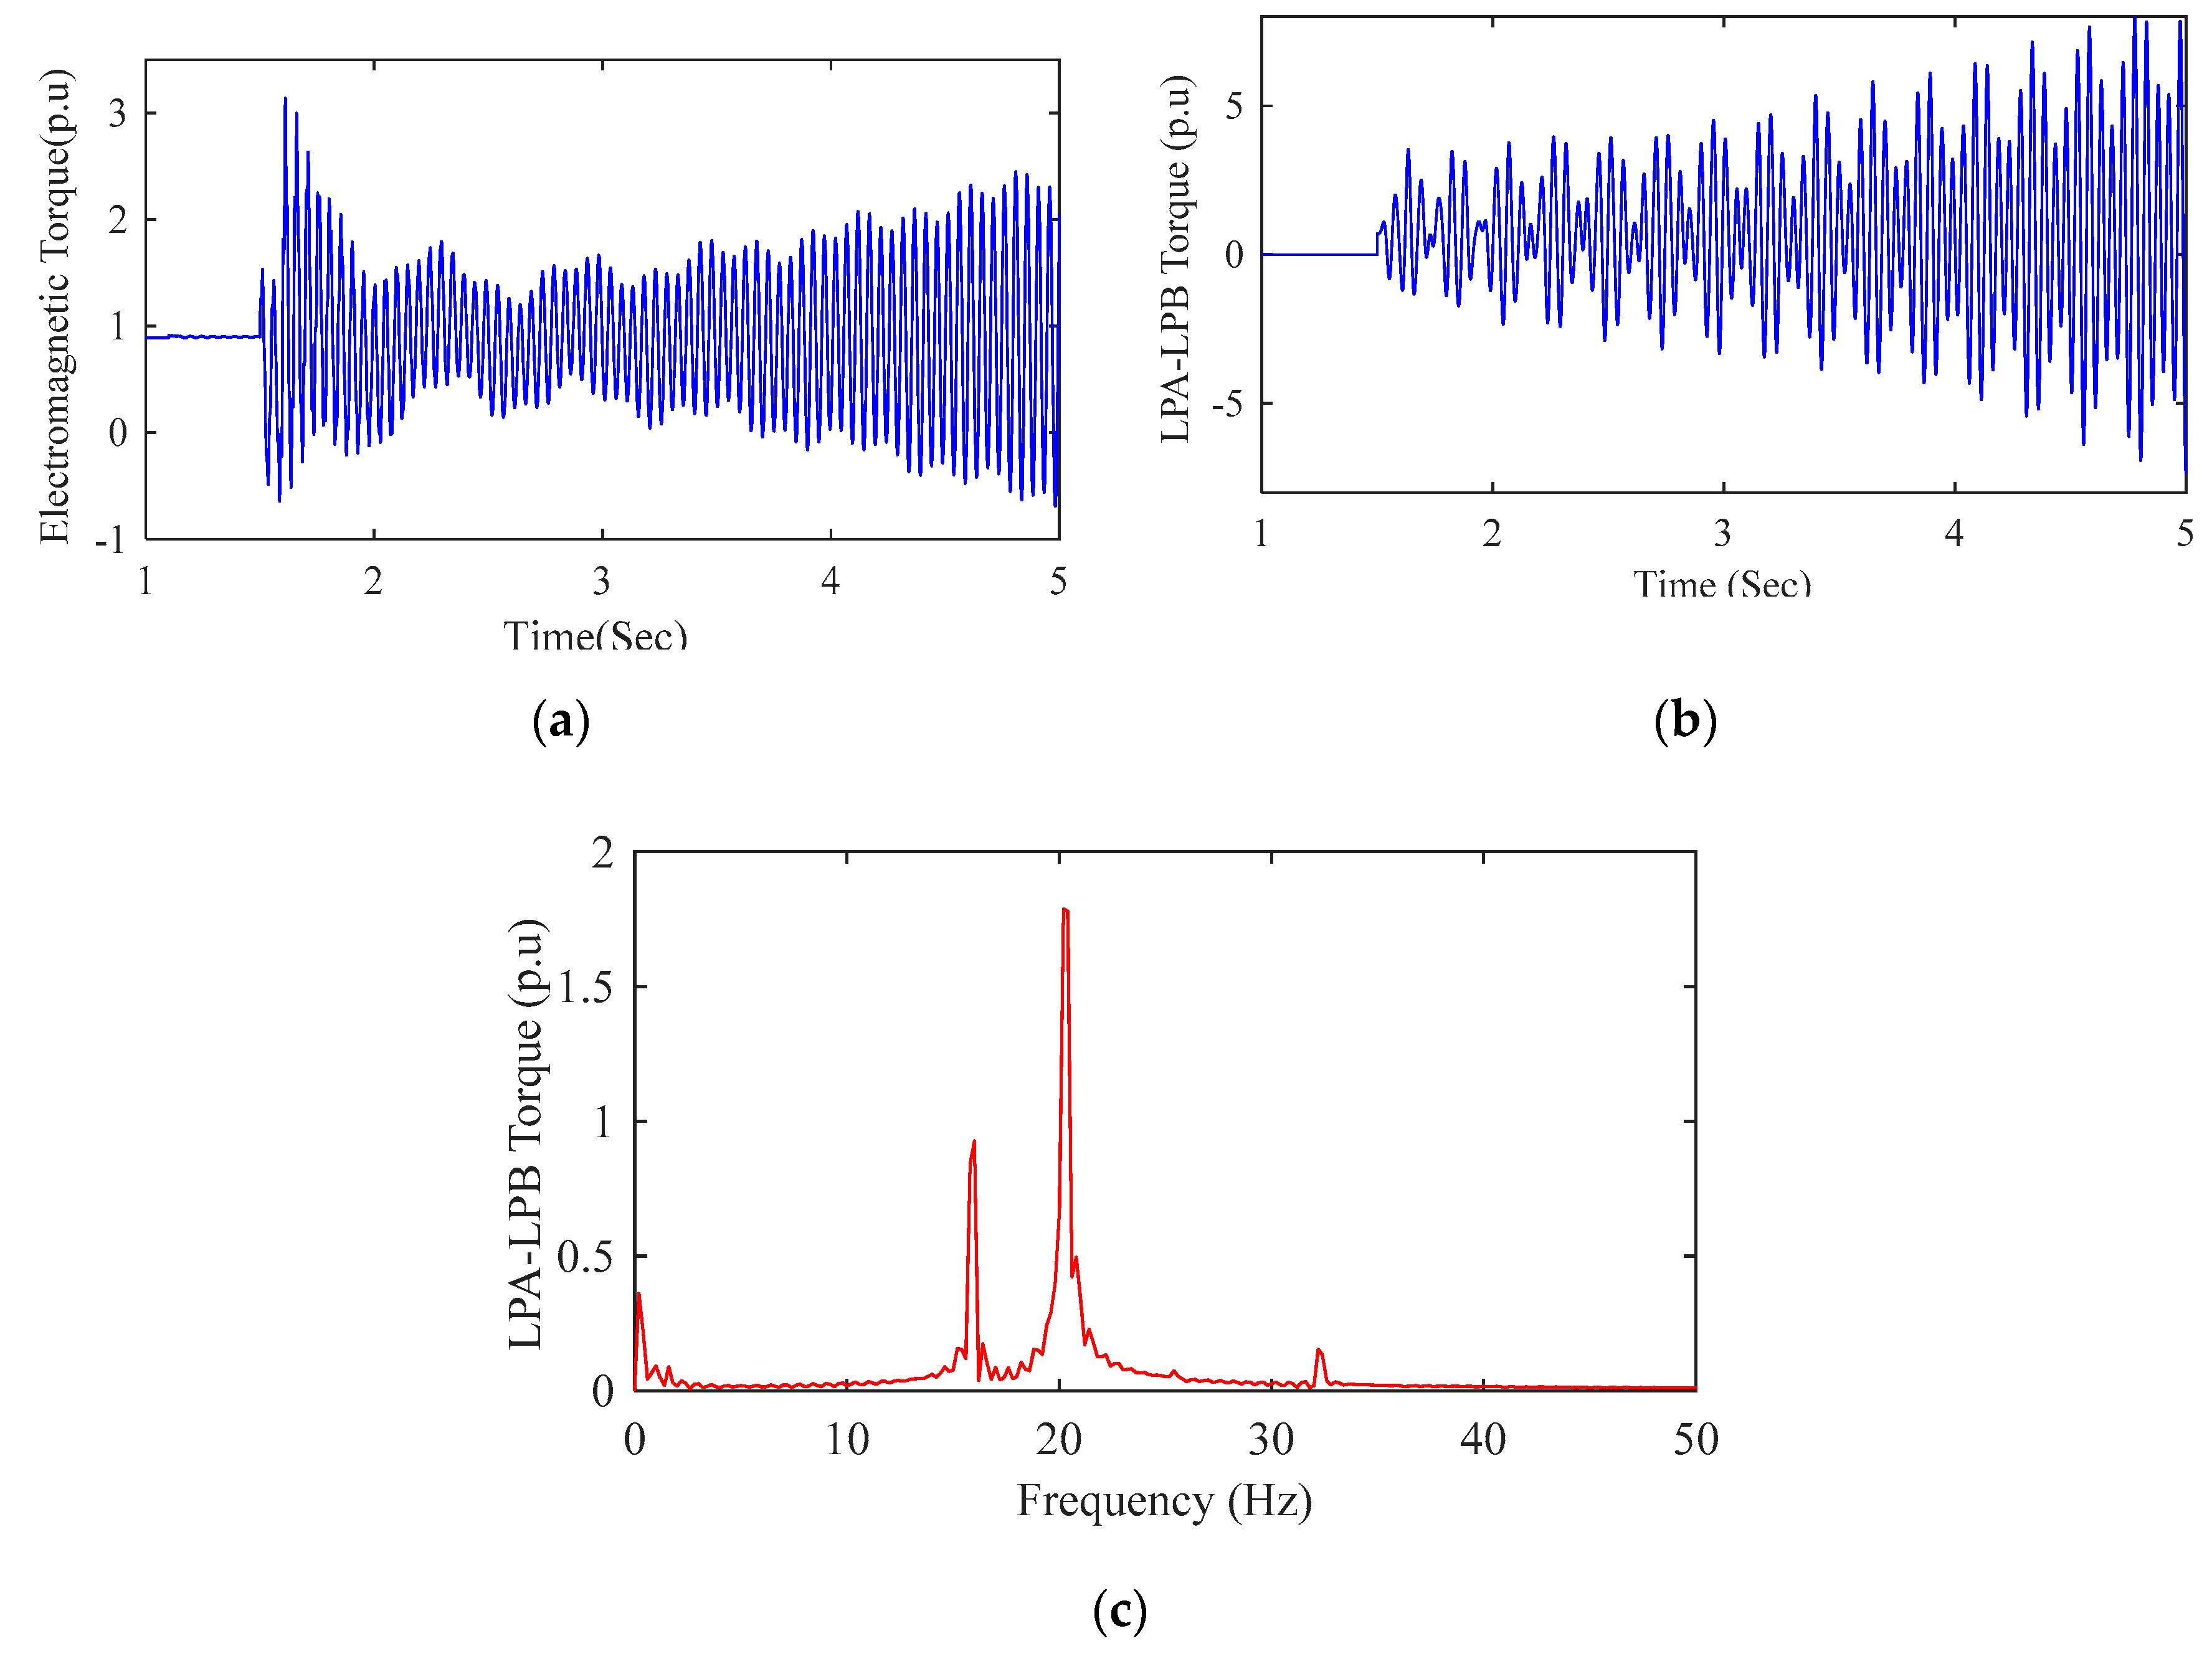 Electromagnetic Torque(p.u)
3
2
1
0
-1
1 2 3 4 5
Time(Sec)
(a)
LPA-LPB Torque (p.u)
5
0
-5
1 2 3 4 5
Time (Sec)
(b)
LPA-LPB Torque (p.u)
2
1.5
1
0.5
0
0 10 20 30 40 50
Frequency (Hz)
(c)